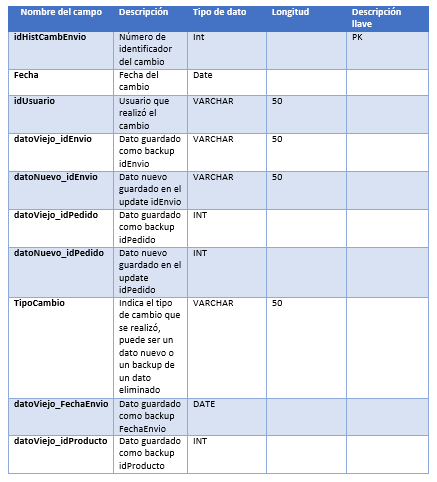 Nombre del campo Descripción Tipo de dato Longitud Descripción
llave
idHistCambEnvio Número de Int PK
identificador
del cambio
Fecha Fecha del Date
cambio
idUsuario Usuario que VARCHAR 50
realizó el
cambio
datoViejo_idEnvio Dato guardado VARCHAR 50
como backup
idEnvio
datoNuevo_idEnvio Dato nuevo VARCHAR 50
guardado en el
update idEnvio
datoViejo_idPedido Dato guardado INT
como backup
idPedido
datoNuevo_idPedido Dato nuevo INT
guardado en el
update
idPedido
TipoCambio Indica el tipo VARCHAR 50
de cambio que
se realizó,
puede ser un
dato nuevo o
un backup de
un dato
eliminado
datoViejo_FechaEnvio Dato guardado DATE
como backup
FechaEnvio
datoViejo_idProducto Dato guardado INT
como backup
idProducto